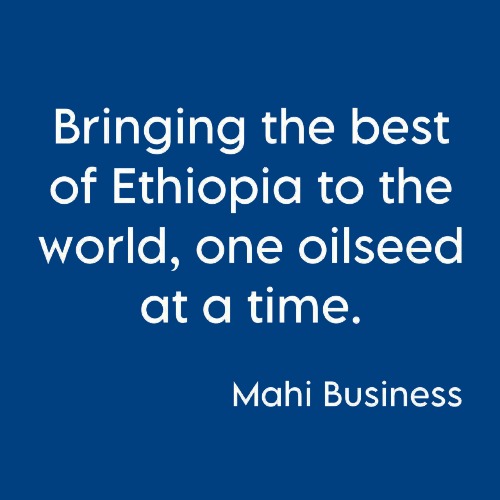 Bringing the best
of Ethiopia to the
world, one oilseed
at a time.
Mahi Business